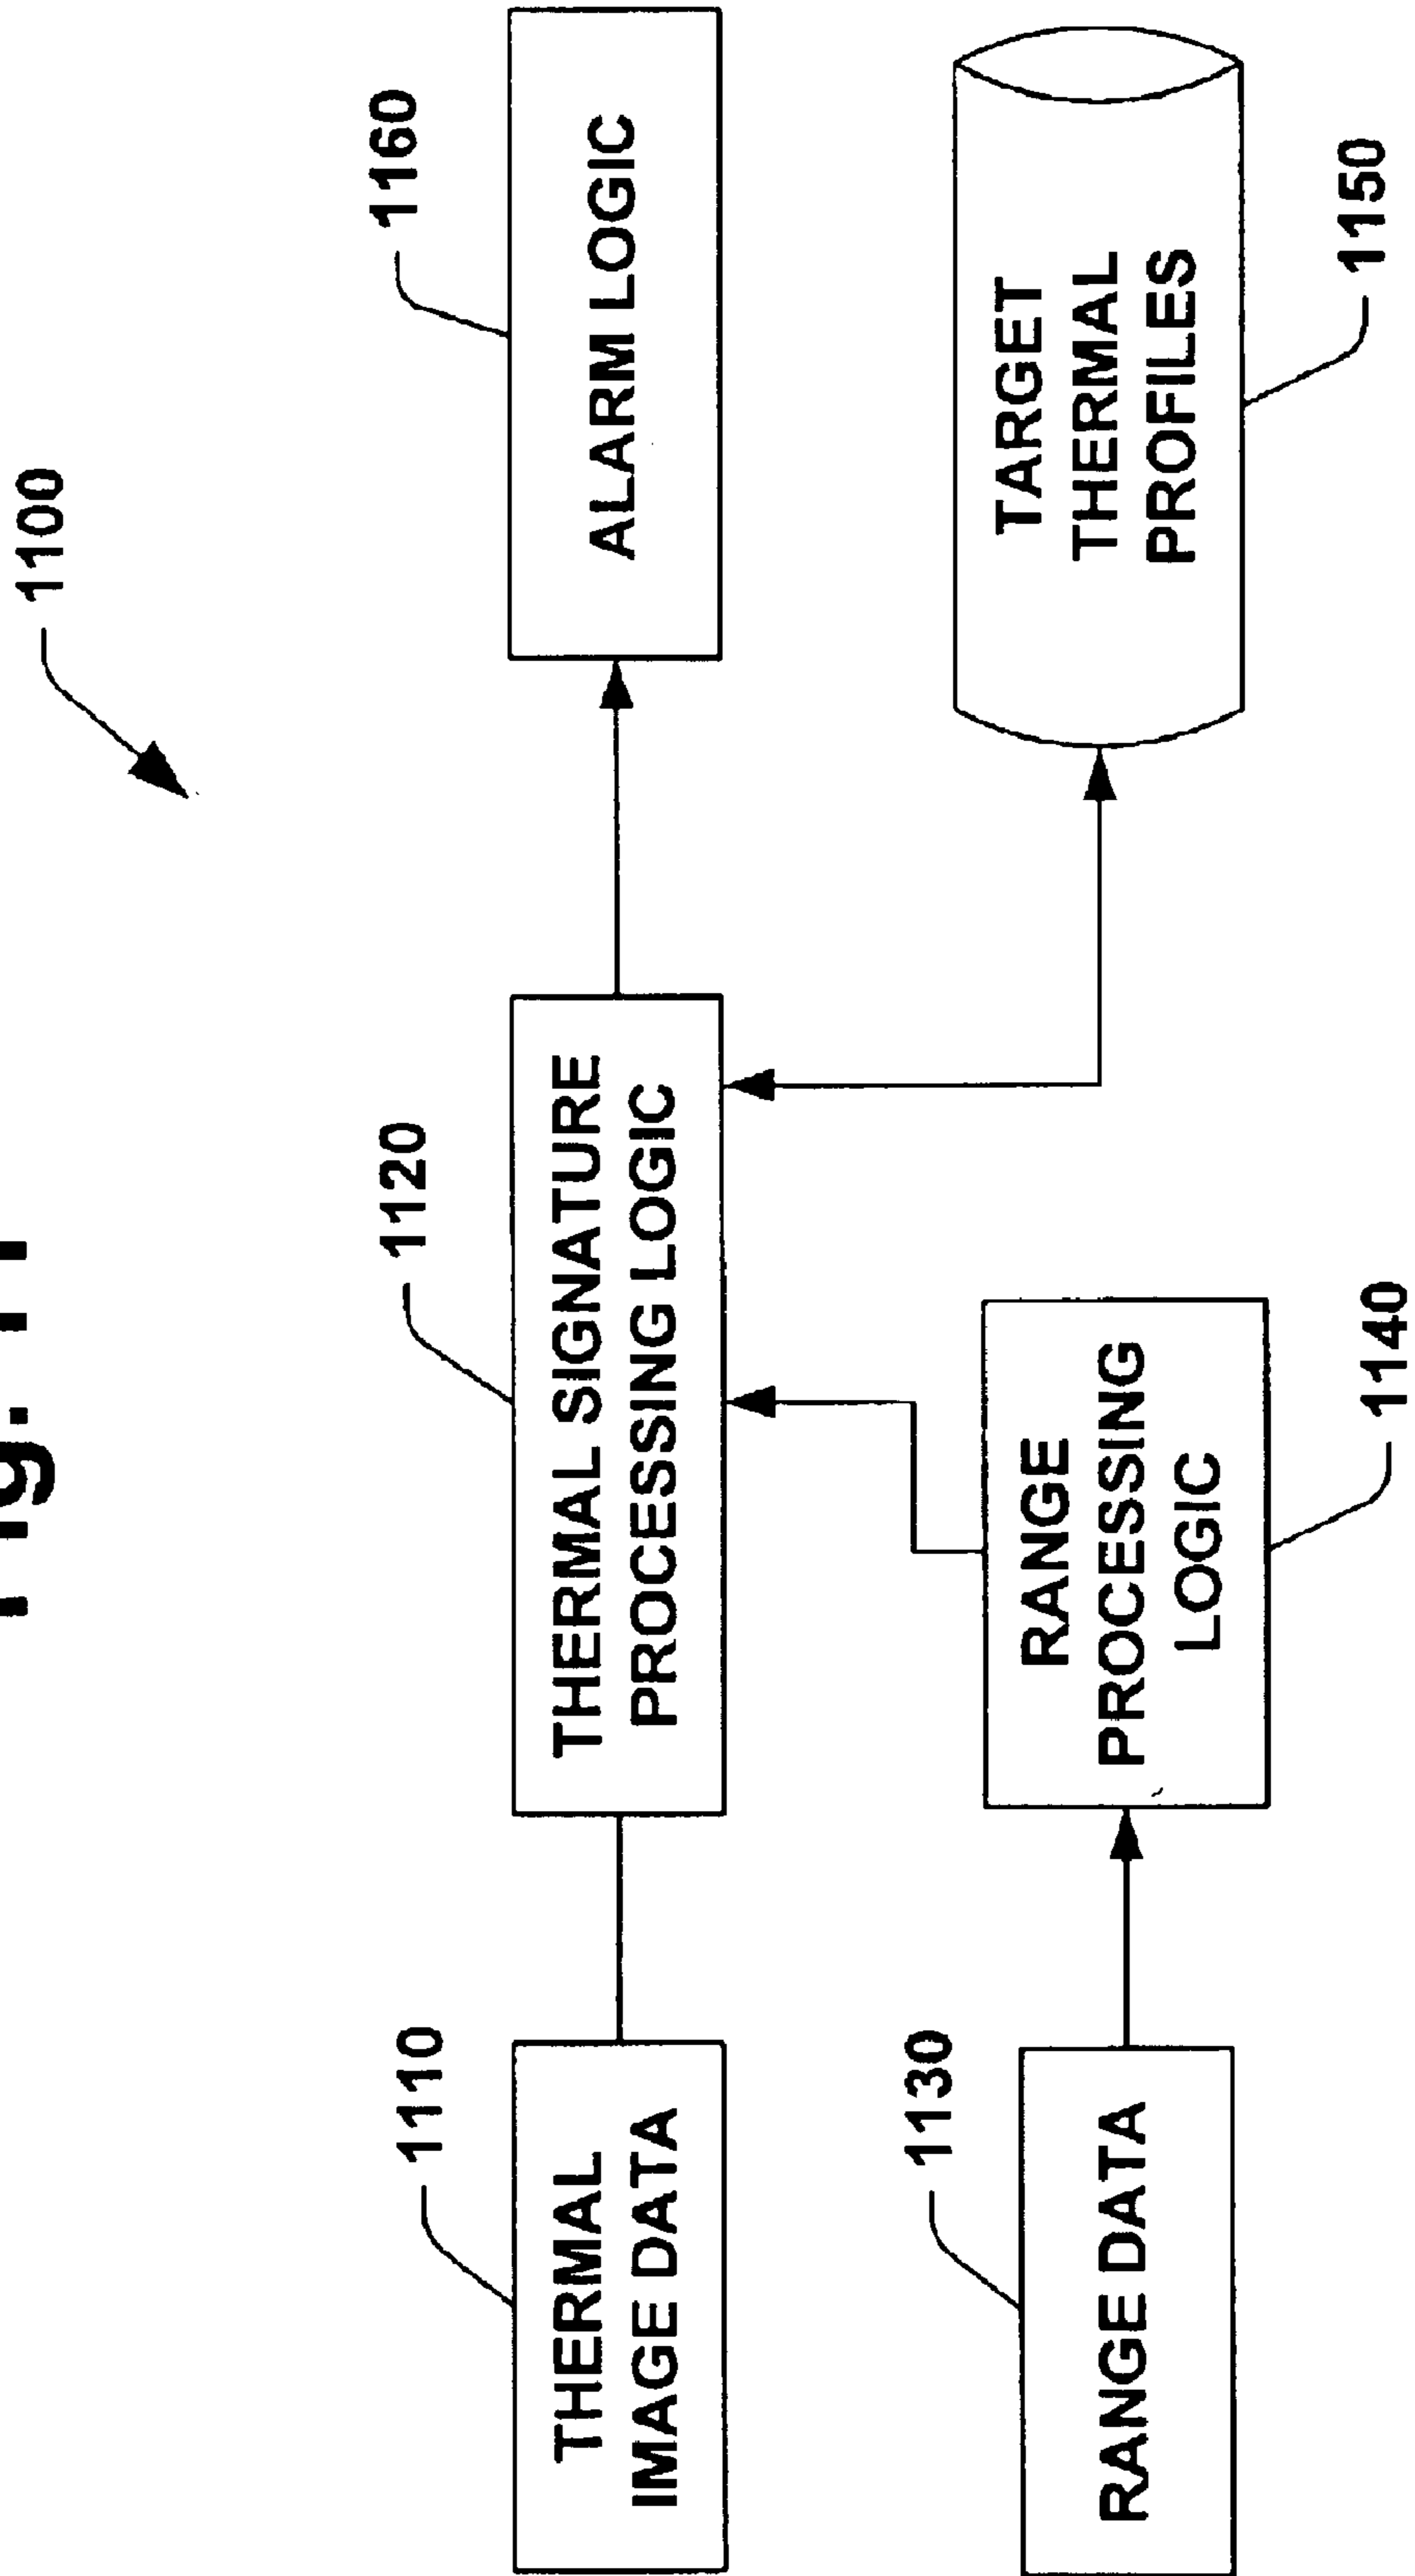 1100
1110
THERMAL
IMAGE DATA
1120
THERMAL SIGNATURE
PROCESSING LOGIC
1160
ALARM LOGIC
1130
RANGE DATA
RANGE
PROCESSING
LOGIC
1140
TARGET
THERMAL
PROFILES
1150